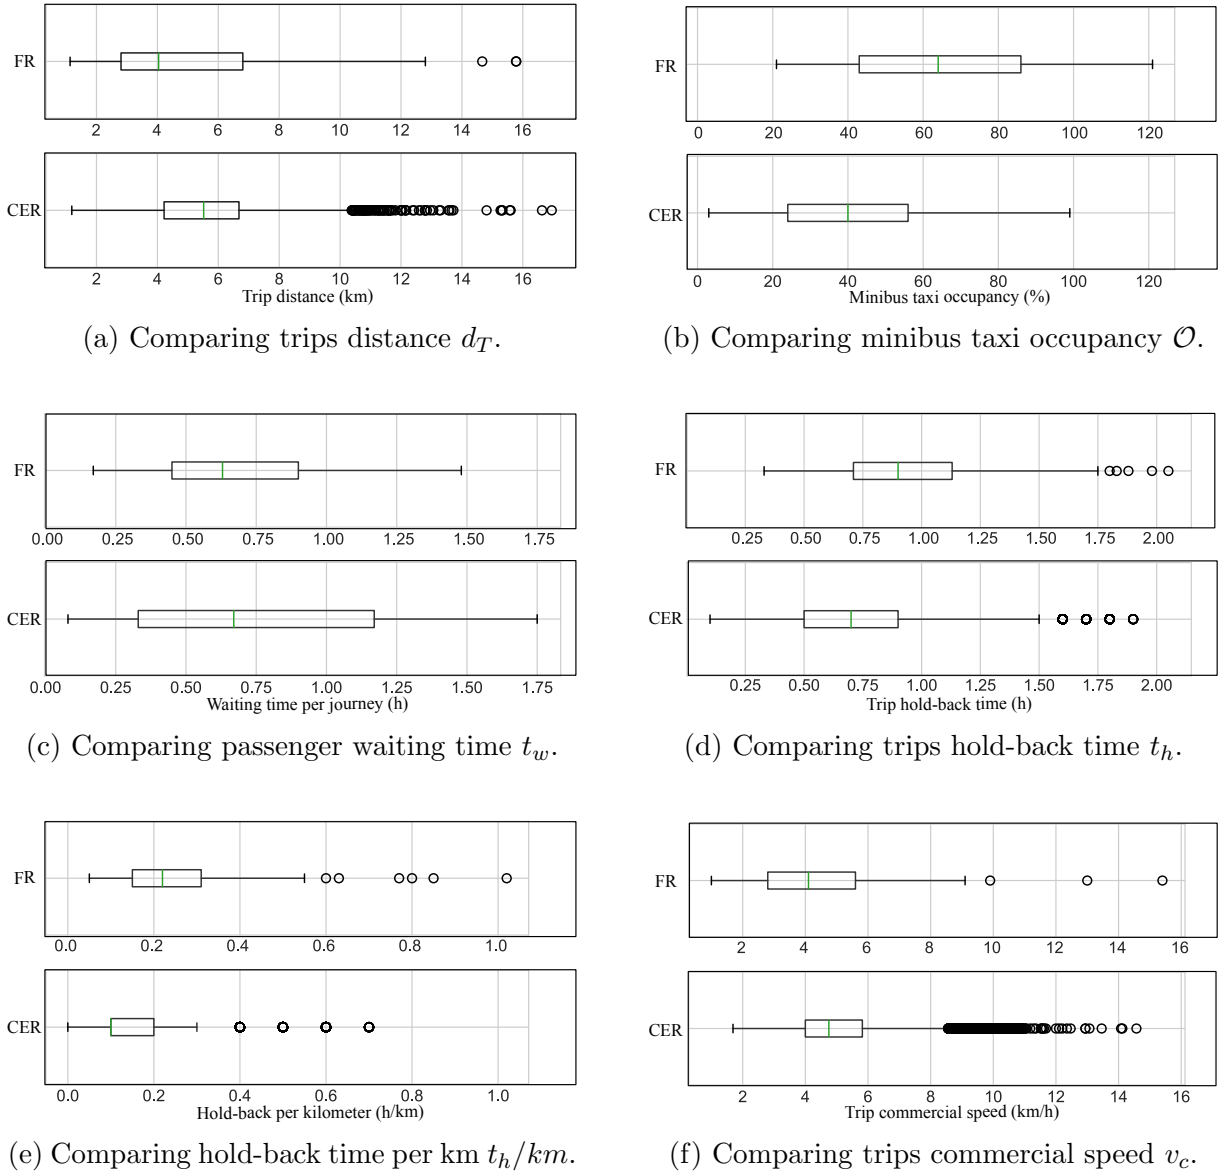 FR
2 4 6 8 10 12 14 16
CER
2 4 6 8 10 12 14 16
Trip distance (km)
(a) Comparing trips distance d_T.
FR
0 20 40 60 80 100 120
CER
0 20 40 60 80 100 120
Minibus taxi occupancy (%)
(b) Comparing minibus taxi occupancy 𝒪.
FR
0.00 0.25 0.50 0.75 1.00 1.25 1.50 1.75
CER
0.00 0.25 0.50 0.75 1.00 1.25 1.50 1.75
Waiting time per journey (h)
(c) Comparing passenger waiting time t_w.
FR
0.25 0.50 0.75 1.00 1.25 1.50 1.75 2.00
CER
0.25 0.50 0.75 1.00 1.25 1.50 1.75 2.00
Trip hold-back time (h)
(d) Comparing trips hold-back time t_h.
FR
0.0 0.2 0.4 0.6 0.8 1.0
CER
0.0 0.2 0.4 0.6 0.8 1.0
Hold-back per kilometer (h/km)
(e) Comparing hold-back time per km t_h/km.
FR
2 4 6 8 10 12 14 16
CER
2 4 6 8 10 12 14 16
Trip commercial speed (km/h)
(f) Comparing trips commercial speed v_c.